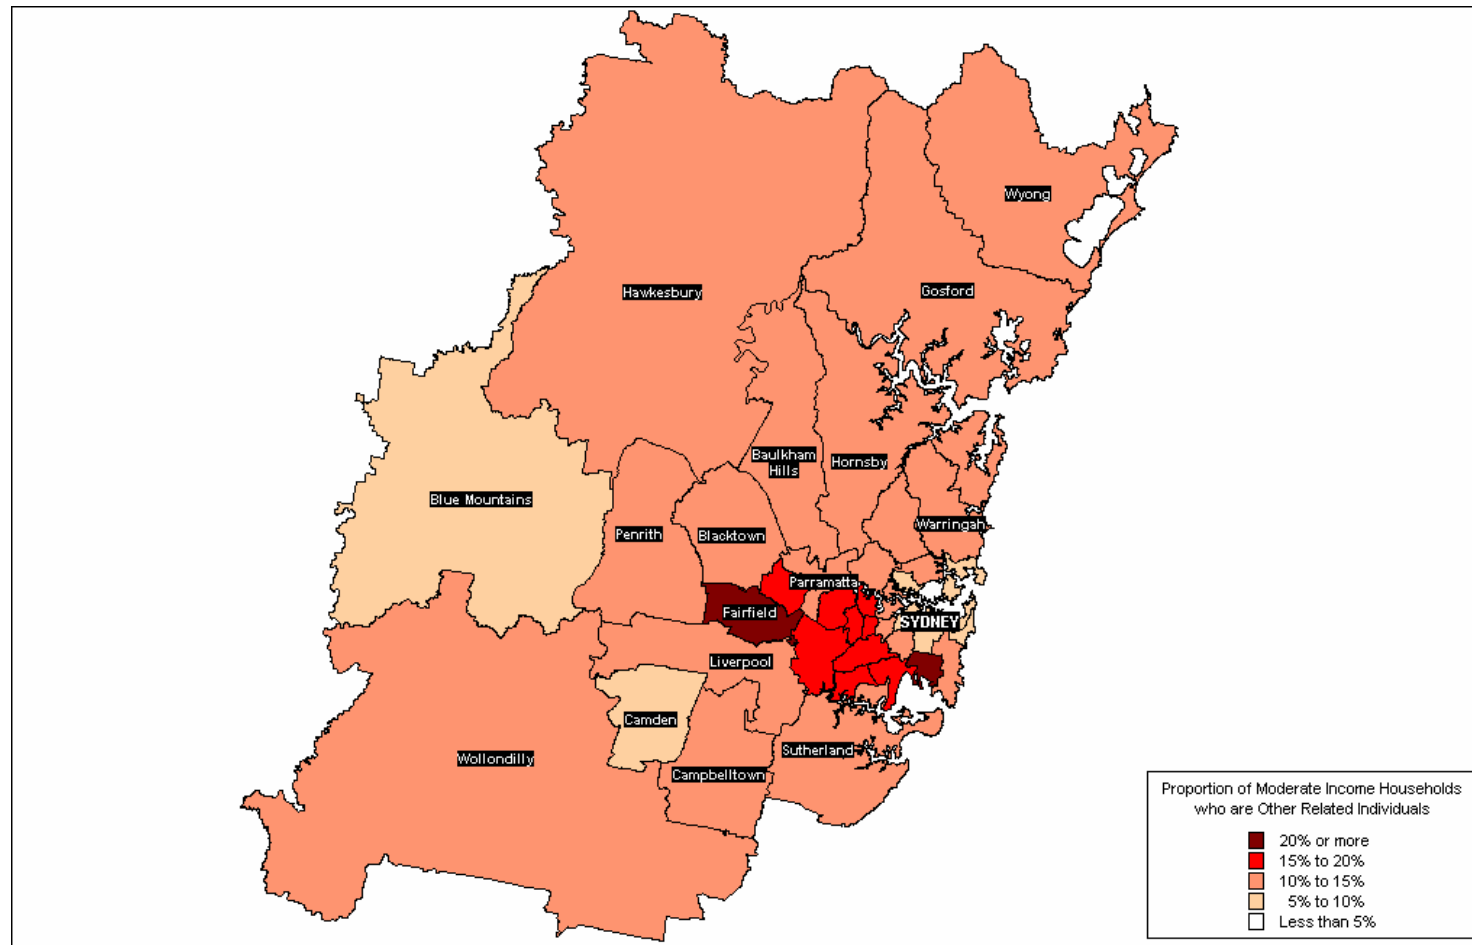 Wyong
Hawkesbury
Gosford
Baulkham
Hills
Hornsby
Blue Mountains
Penrith
Blacktown
Warringah
Parramatta
Fairfield
SYDNEY
Liverpool
Camden
Sutherland
Wollondilly
Campbelltown
Proportion of Moderate Income Households
who are Other Related Individuals
20% or more
15% to 20%
10% to 15%
5% to 10%
Less than 5%